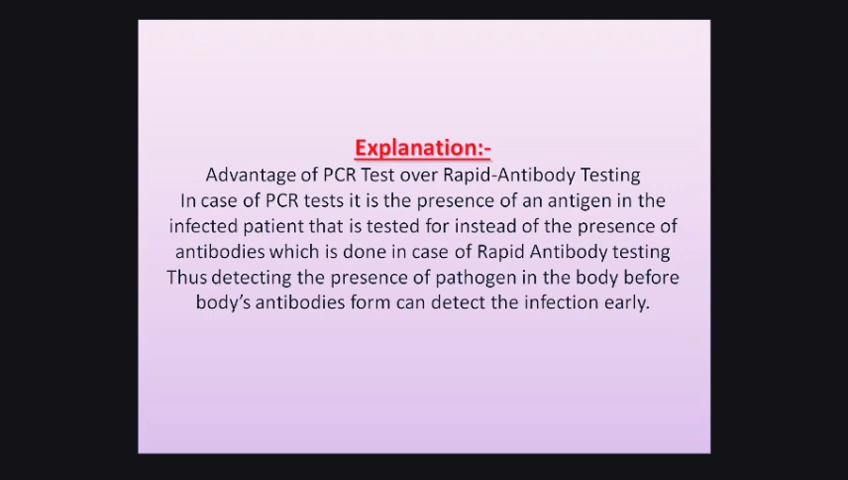 Explanation:-
Advantage of PCR Test over Rapid-Antibody Testing
In case of PCR tests it is the presence of an antigen in the
infected patient that is tested for instead of the presence of
antibodies which is done in case of Rapid Antibody testing
Thus detecting the presence of pathogen in the body before
body's antibodies form can detect the infection early.